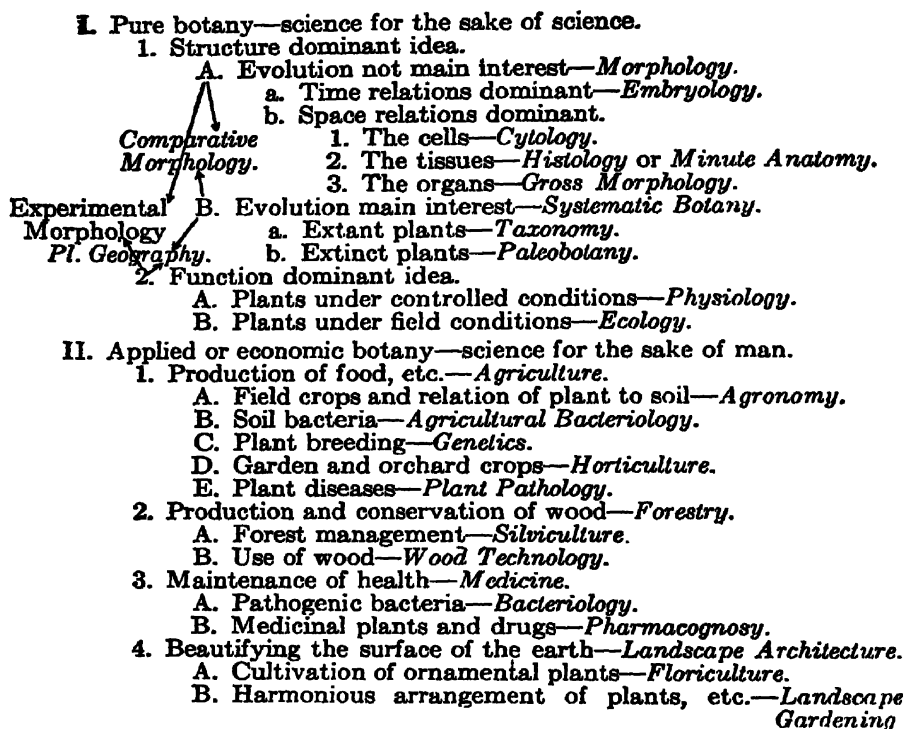 I. Pure botany—science for the sake of science.
1. Structure dominant idea.
A. Evolution not main interest—Morphology.
a. Time relations dominant—Embryology.
b. Space relations dominant.
Comparative Morphology.
1. The cells—Cytology.
2. The tissues—Histology or Minute Anatomy.
3. The organs—Gross Morphology.
Experimental Morphology
B. Evolution main interest—Systematic Botany.
a. Extant plants—Taxonomy.
Pl. Geography.
b. Extinct plants—Paleobotany.
2. Function dominant idea.
A. Plants under controlled conditions—Physiology.
B. Plants under field conditions—Ecology.
II. Applied or economic botany—science for the sake of man.
1. Production of food, etc.—Agriculture.
A. Field crops and relation of plant to soil—Agronomy.
B. Soil bacteria—Agricultural Bacteriology.
C. Plant breeding—Genetics.
D. Garden and orchard crops—Horticulture.
E. Plant diseases—Plant Pathology.
2. Production and conservation of wood—Forestry.
A. Forest management—Silviculture.
B. Use of wood—Wood Technology.
3. Maintenance of health—Medicine.
A. Pathogenic bacteria—Bacteriology.
B. Medicinal plants and drugs—Pharmacognosy.
4. Beautifying the surface of the earth—Landscape Architecture.
A. Cultivation of ornamental plants—Floriculture.
B. Harmonious arrangement of plants, etc.—Landscape
Gardening